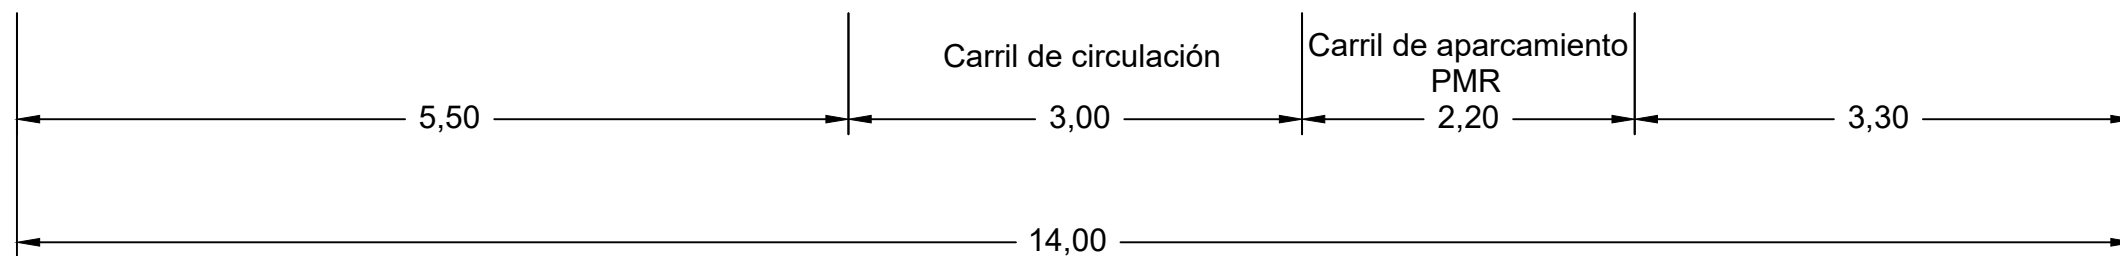 Carril de circulación
Carril de aparcamiento
PMR
5,50
3,00
2,20
3,30
14,00